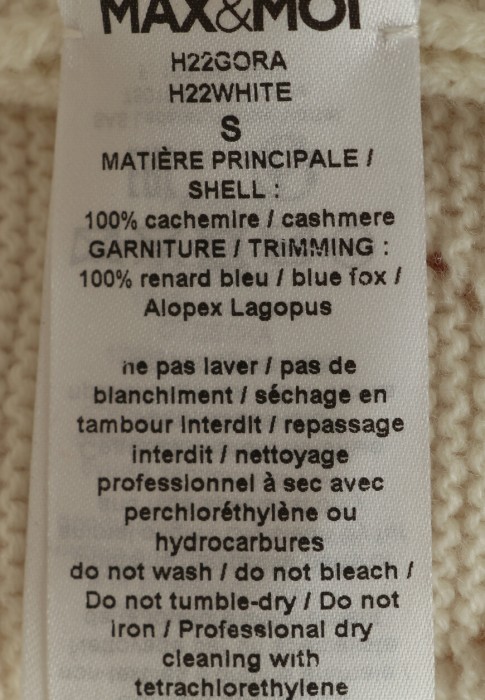 MAX&MOI
H22GORA
H22WHITE
S
MATIÈRE PRINCIPALE /
SHELL :
100% cachemire / cashmere
GARNITURE / TRIMMING :
100% renard bleu / blue fox /
Alopex Lagopus
ne pas laver / pas de
blanchiment / séchage en
tambour interdit / repassage
interdit / nettoyage
professionnel à sec avec
perchloréthylène ou
hydrocarbures
do not wash / do not bleach /
Do not tumble-dry / Do not
iron / Professional dry
cleaning with
tetrachlorethylene